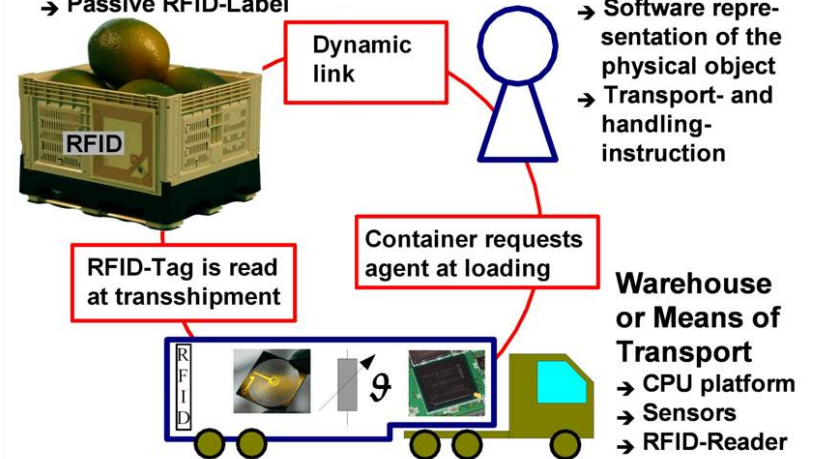 → Passive RFID-Label
Dynamic
link
→ Software repre-
sentation of the
physical object
→ Transport- and
handling-
instruction
RFID
RFID-Tag is read
at transshipment
Container requests
agent at loading
Warehouse
or Means of
Transport
→ CPU platform
→ Sensors
→ RFID-Reader
RFID
ϑ